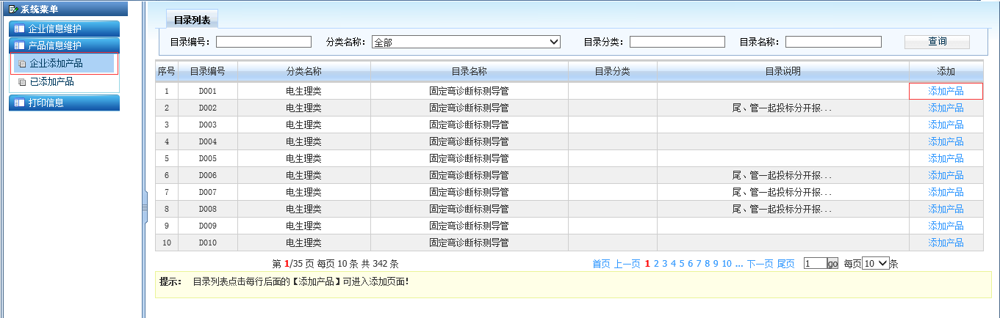 系统菜单
企业信息维护
产品信息维护
企业添加产品
已添加产品
打印信息
目录列表
目录编号: 分类名称: 全部 目录分类: 目录名称: 查询
序号 目录编号 分类名称 目录名称 目录分类 目录说明 添加
1 D001 电生理类 固定弯诊断标测导管 添加产品
2 D002 电生理类 固定弯诊断标测导管 尾、管一起投标分开报... 添加产品
3 D003 电生理类 固定弯诊断标测导管 添加产品
4 D004 电生理类 固定弯诊断标测导管 添加产品
5 D005 电生理类 固定弯诊断标测导管 添加产品
6 D006 电生理类 固定弯诊断标测导管 尾、管一起投标分开报... 添加产品
7 D007 电生理类 固定弯诊断标测导管 尾、管一起投标分开报... 添加产品
8 D008 电生理类 固定弯诊断标测导管 尾、管一起投标分开报... 添加产品
9 D009 电生理类 固定弯诊断标测导管 添加产品
10 D010 电生理类 固定弯诊断标测导管 添加产品
第 1/35 页 每页 10 条 共 342 条 首页 上一页 1 2 3 4 5 6 7 8 9 10 ... 下一页 尾页 1 go 每页 10 条
提示: 目录列表点击每行后面的【添加产品】可进入添加页面!